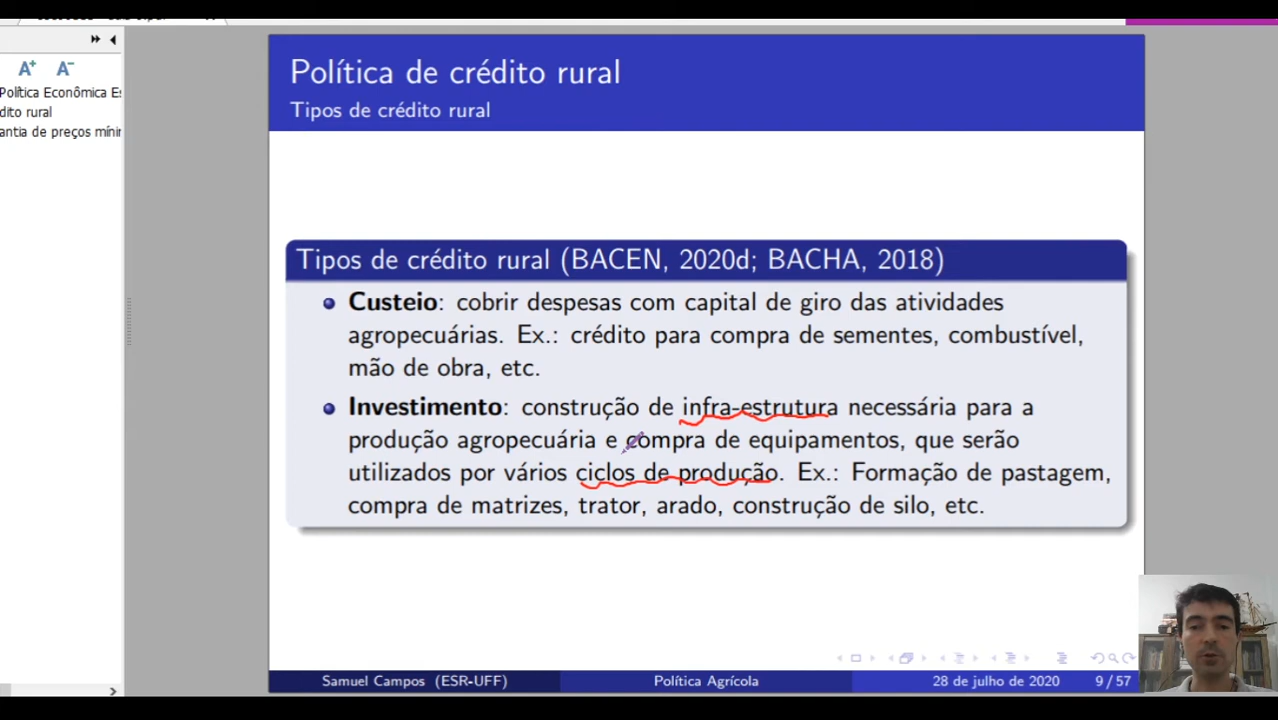 A+ A-
Política de crédito rural
Política Econômica Es
Tipos de crédito rural
dito rural
antia de preços mínin
Tipos de crédito rural (BACEN, 2020d; BACHA, 2018)
Custeio: cobrir despesas com capital de giro das atividades
agropecuárias. Ex.: crédito para compra de sementes, combustível,
mão de obra, etc.
Investimento: construção de infra-estrutura necessária para a
produção agropecuária e compra de equipamentos, que serão
utilizados por vários ciclos de produção. Ex.: Formação de pastagem,
compra de matrizes, trator, arado, construção de silo, etc.
Samuel Campos (ESR-UFF) Política Agrícola 28 de julho de 2020 9 / 57